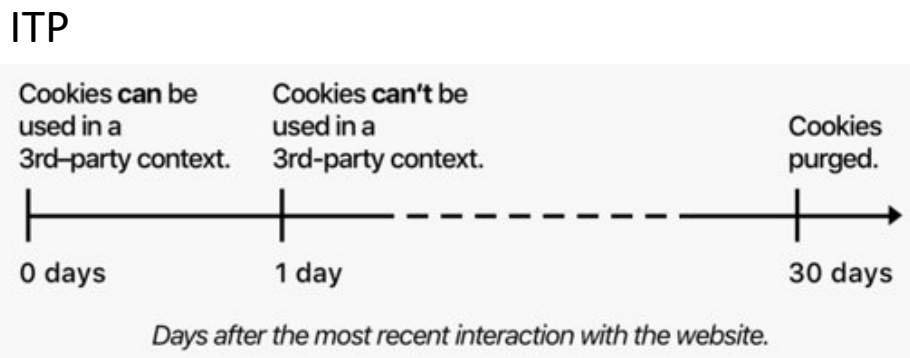 ITP
Cookies can be
used in a
3rd–party context.
Cookies can't be
used in a
3rd-party context.
Cookies
purged.
0 days
1 day
30 days
Days after the most recent interaction with the website.